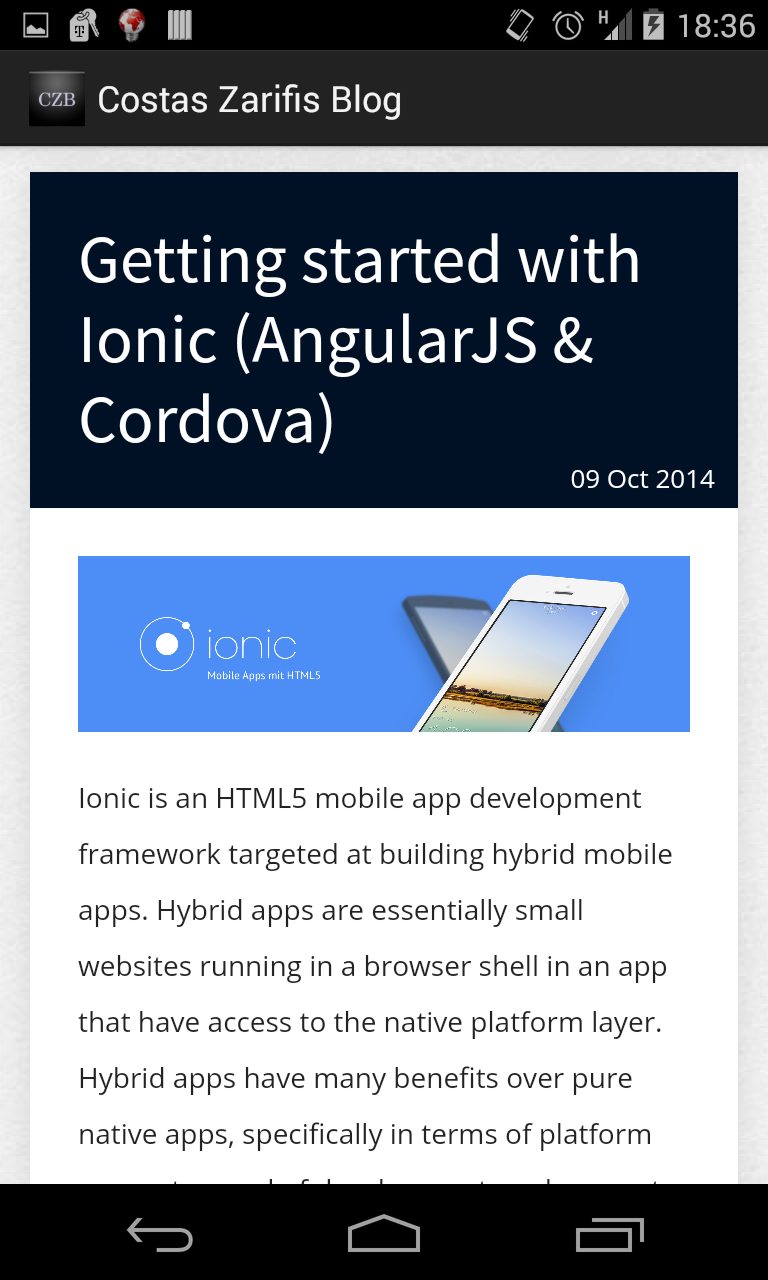 H 18:36
CZB Costas Zarifis Blog
Getting started with
Ionic (AngularJS &
Cordova)
09 Oct 2014
ionic
Mobile Apps mit HTML5
Ionic is an HTML5 mobile app development
framework targeted at building hybrid mobile
apps. Hybrid apps are essentially small
websites running in a browser shell in an app
that have access to the native platform layer.
Hybrid apps have many benefits over pure
native apps, specifically in terms of platform